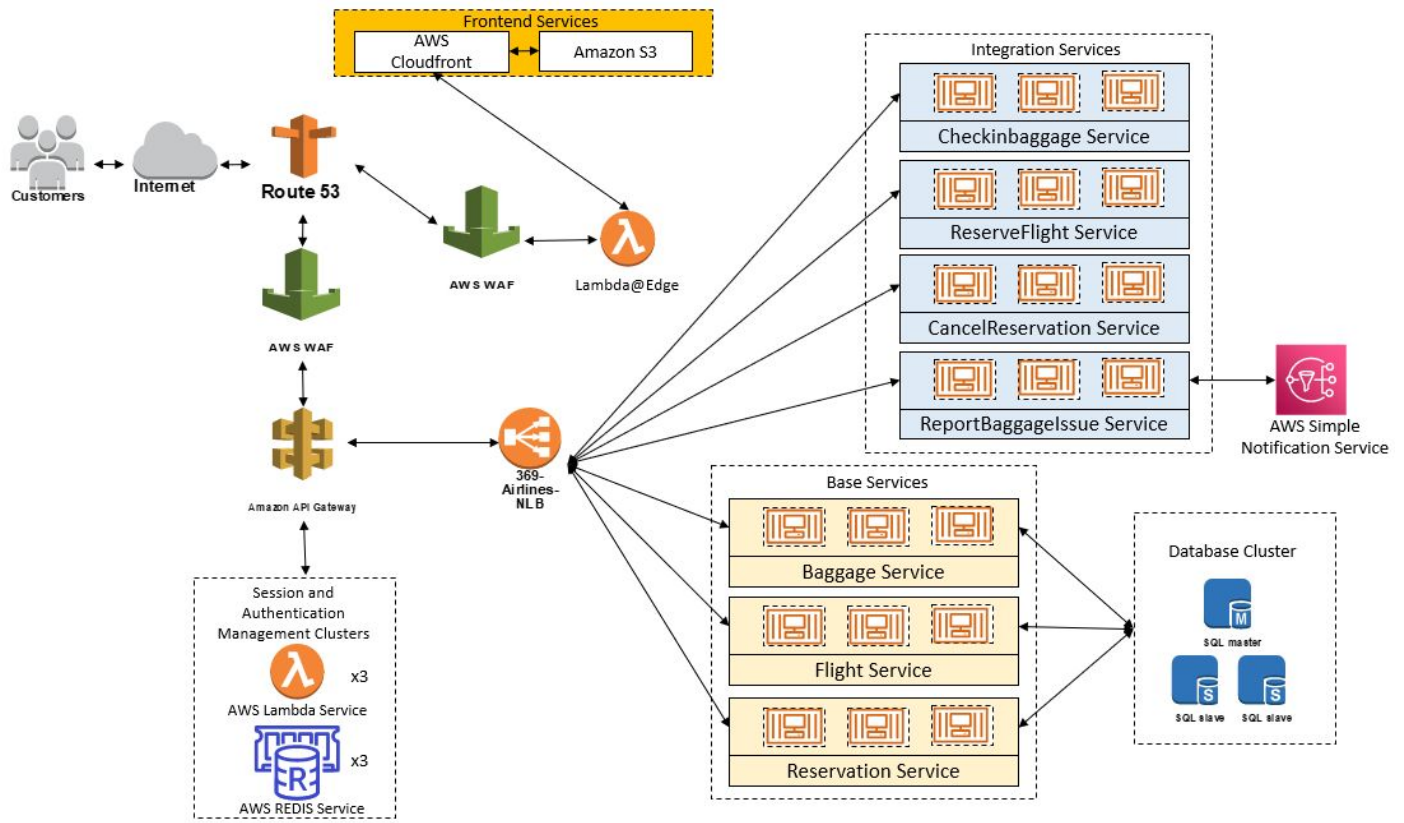 Frontend Services
AWS
Cloudfront
Amazon S3
Customers
Internet
Route 53
AWS WAF
Lambda@Edge
AWS WAF
Amazon API Gateway
369-
Airlines-
NLB
Session and
Authentication
Management Clusters
λ
x3
AWS Lambda Service
R
x3
AWS REDIS Service
Integration Services
Checkinbaggage Service
ReserveFlight Service
CancelReservation Service
ReportBaggageIssue Service
AWS Simple
Notification Service
Base Services
Baggage Service
Flight Service
Reservation Service
Database Cluster
M
SQL master
S
S
SQL slave
SQL slave